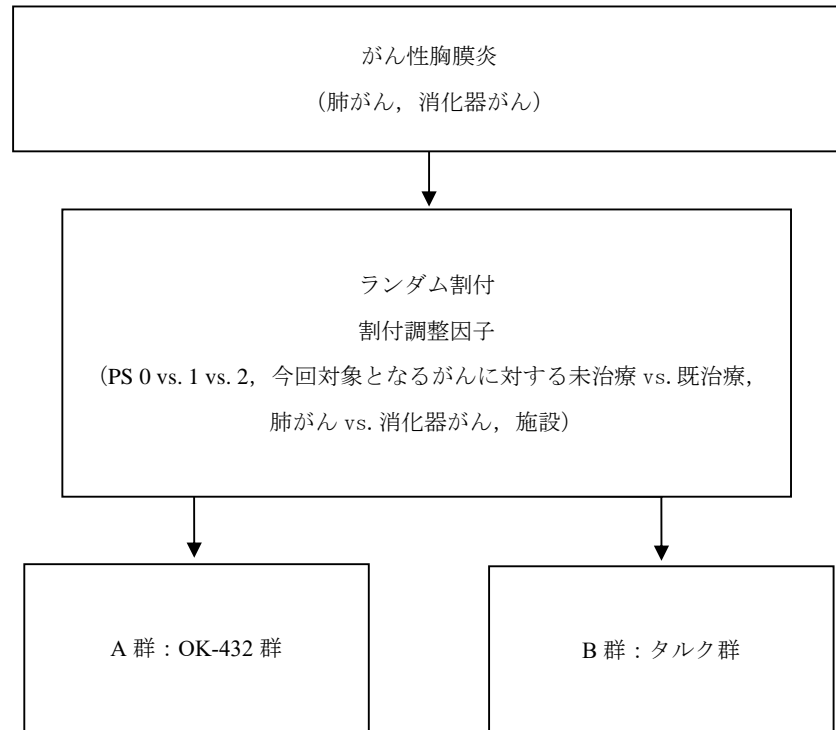 がん性胸膜炎
（肺がん，消化器がん）
ランダム割付
割付調整因子
（PS 0 vs. 1 vs. 2，今回対象となるがんに対する未治療 vs. 既治療，
肺がん vs. 消化器がん，施設）
A 群：OK-432 群
B 群：タルク群